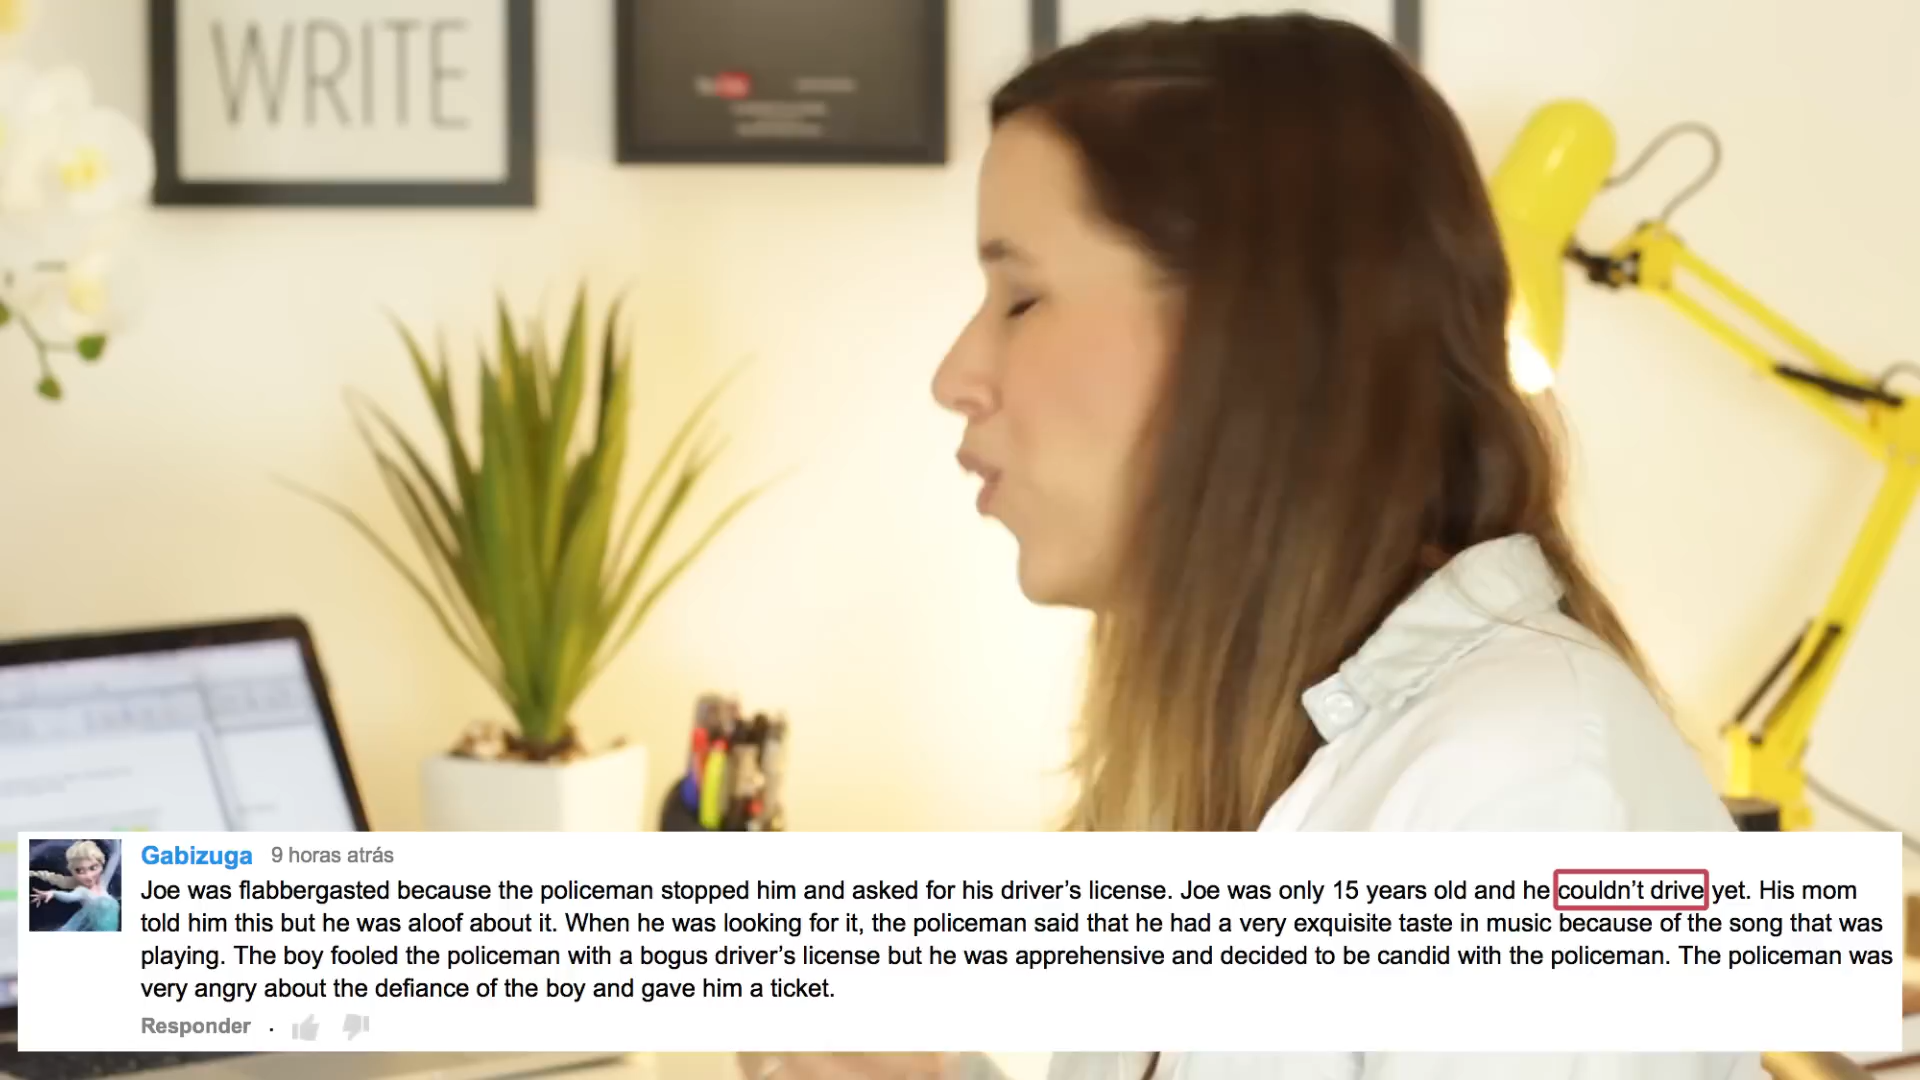 WRITE
Gabizuga 9 horas atrás
Joe was flabbergasted because the policeman stopped him and asked for his driver's license. Joe was only 15 years old and he couldn't drive yet. His mom
told him this but he was aloof about it. When he was looking for it, the policeman said that he had a very exquisite taste in music because of the song that was
playing. The boy fooled the policeman with a bogus driver's license but he was apprehensive and decided to be candid with the policeman. The policeman was
very angry about the defiance of the boy and gave him a ticket.
Responder .